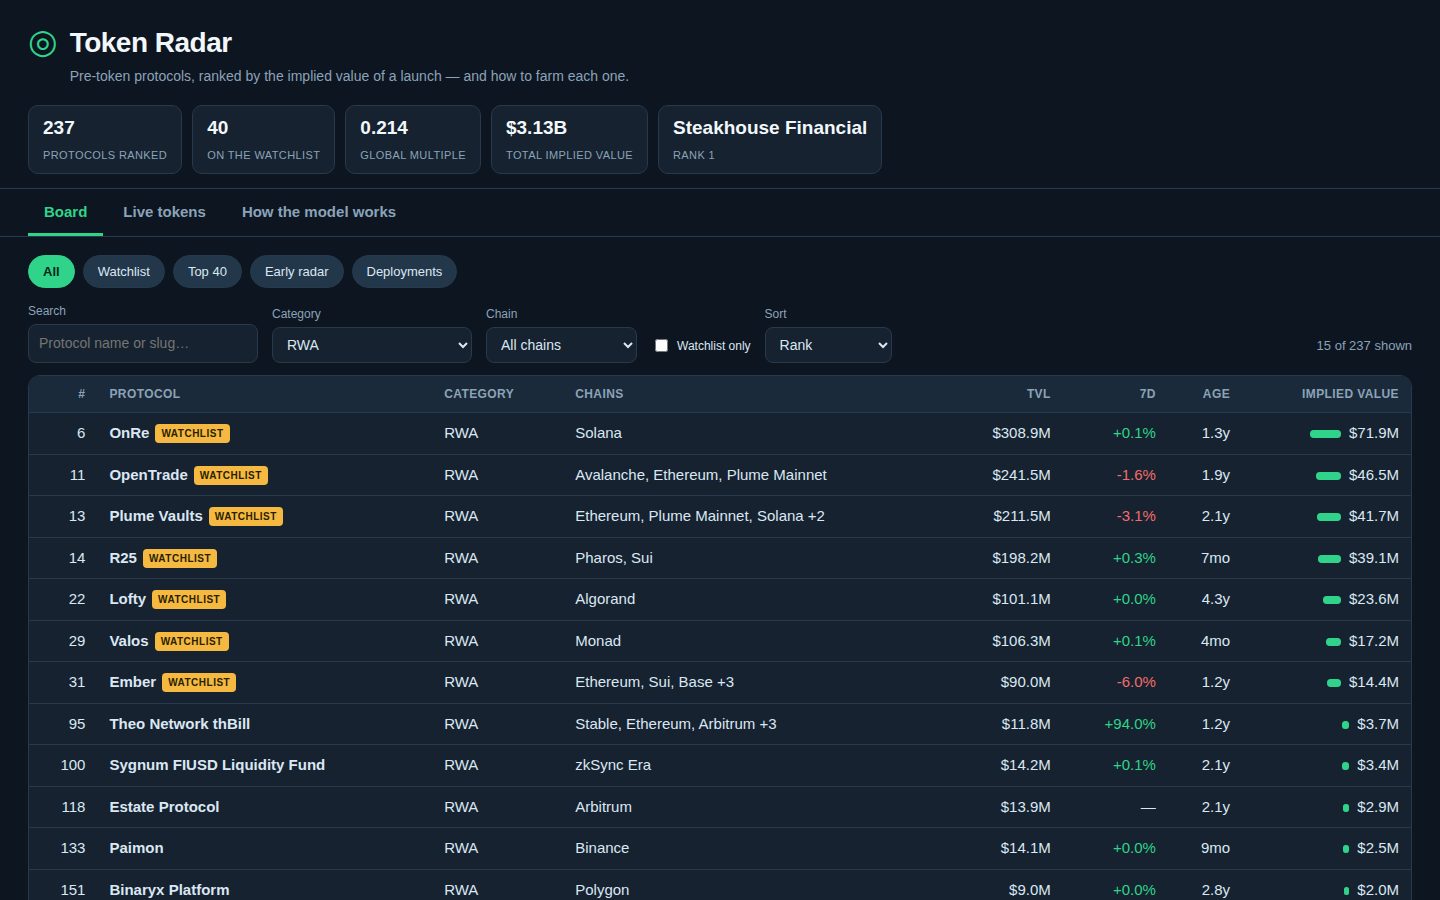 Token Radar
Pre-token protocols, ranked by the implied value of a launch — and how to farm each one.
237
PROTOCOLS RANKED
40
ON THE WATCHLIST
0.214
GLOBAL MULTIPLE
$3.13B
TOTAL IMPLIED VALUE
Steakhouse Financial
RANK 1
Board Live tokens How the model works
All Watchlist Top 40 Early radar Deployments
Search Category Chain Sort
Protocol name or slug… RWA All chains Watchlist only Rank 15 of 237 shown
# PROTOCOL CATEGORY CHAINS TVL 7D AGE IMPLIED VALUE
6 OnRe WATCHLIST RWA Solana $308.9M +0.1% 1.3y $71.9M
11 OpenTrade WATCHLIST RWA Avalanche, Ethereum, Plume Mainnet $241.5M -1.6% 1.9y $46.5M
13 Plume Vaults WATCHLIST RWA Ethereum, Plume Mainnet, Solana +2 $211.5M -3.1% 2.1y $41.7M
14 R25 WATCHLIST RWA Pharos, Sui $198.2M +0.3% 7mo $39.1M
22 Lofty WATCHLIST RWA Algorand $101.1M +0.0% 4.3y $23.6M
29 Valos WATCHLIST RWA Monad $106.3M +0.1% 4mo $17.2M
31 Ember WATCHLIST RWA Ethereum, Sui, Base +3 $90.0M -6.0% 1.2y $14.4M
95 Theo Network thBill RWA Stable, Ethereum, Arbitrum +3 $11.8M +94.0% 1.2y $3.7M
100 Sygnum FIUSD Liquidity Fund RWA zkSync Era $14.2M +0.1% 2.1y $3.4M
118 Estate Protocol RWA Arbitrum $13.9M — 2.1y $2.9M
133 Paimon RWA Binance $14.1M +0.0% 9mo $2.5M
151 Binaryx Platform RWA Polygon $9.0M +0.0% 2.8y $2.0M